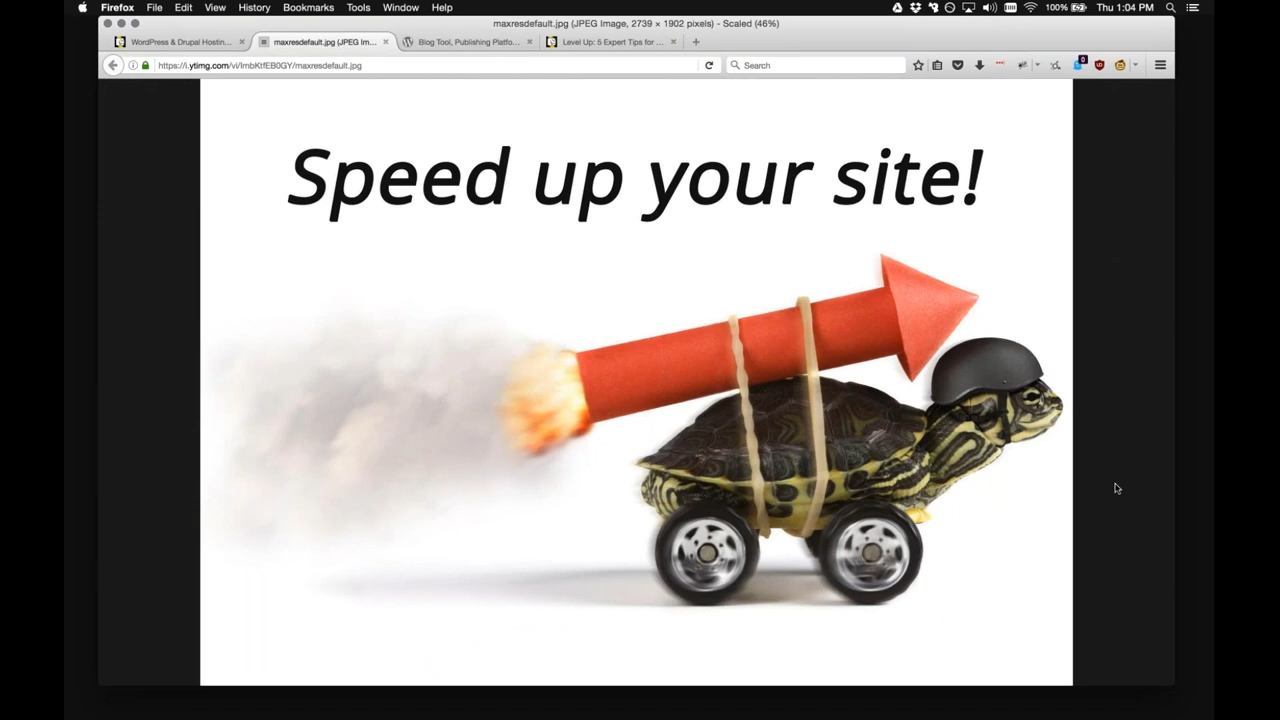 Firefox File Edit View History Bookmarks Tools Window Help 100% Thu 1:04 PM
maxresdefault.jpg (JPEG Image, 2739 × 1902 pixels) - Scaled (46%)
WordPress & Drupal Hostin... maxresdefault.jpg (JPEG Im... Blog Tool, Publishing Platfo... Level Up: 5 Expert Tips for ...
https://i.ytimg.com/vi/ImbKtfEB0GY/maxresdefault.jpg Search 0
Speed up your site!